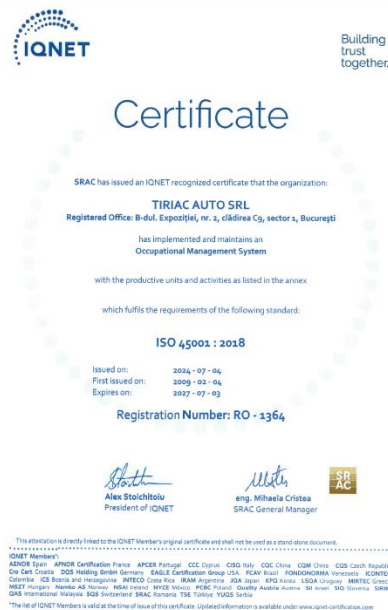 IQNET
Building
trust
together.
Certificate
SRAC has issued an IQNET recognized certificate that the organization:
TIRIAC AUTO SRL
Registered Office: B-dul. Expoziției, nr. 2, clădirea C9, sector 1, București
has implemented and maintains an
Occupational Management System
with the productive units and activities as listed in the annex
which fulfils the requirements of the following standard:
ISO 45001 : 2018
Issued on: 2024 - 07 - 04
First issued on: 2009 - 02 - 04
Expires on: 2027 - 07 - 03
Registration Number: RO - 1364
Alex Stoichitoiu
President of IQNET
eng. Mihaela Cristea
SRAC General Manager
SR
AC
This attestation is directly linked to the IQNET Member's original certificate and shall not be used as a stand-alone document.
IQNET Members*:
AENOR Spain AFNOR Certification France APCER Portugal CCC Cyprus CISQ Italy CQC China CQM China CQS Czech Republi
Cro Cert Croatia DQS Holding GmbH Germany EAGLE Certification Group USA FCAV Brazil FONDONORMA Venezuela ICONTE
Colombia ICS Bosnia and Herzegovina INTECO Costa Rica IRAM Argentina JQA Japan KFQ Korea LSQA Uruguay MIRTEC Greec
MSZT Hungary Nemko AS Norway NSAI Ireland NYCE México PCBC Poland Quality Austria Austria SII Israel SIQ Slovenia SIRIM
QAS International Malaysia SQS Switzerland SRAC Romania TSE Türkiye YUQS Serbia
*The list of IQNET Members is valid at the time of issue of this certificate. Updated information is available under www.iqnet-certification.com